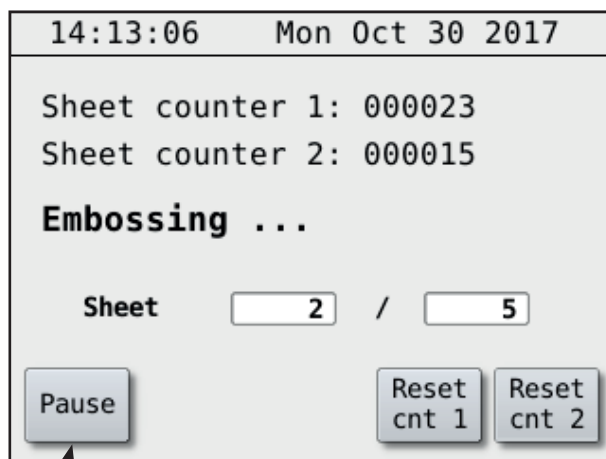 14:13:06 Mon Oct 30 2017
Sheet counter 1: 000023
Sheet counter 2: 000015
Embossing ...
Sheet 2 / 5
Pause
Reset cnt 1
Reset cnt 2